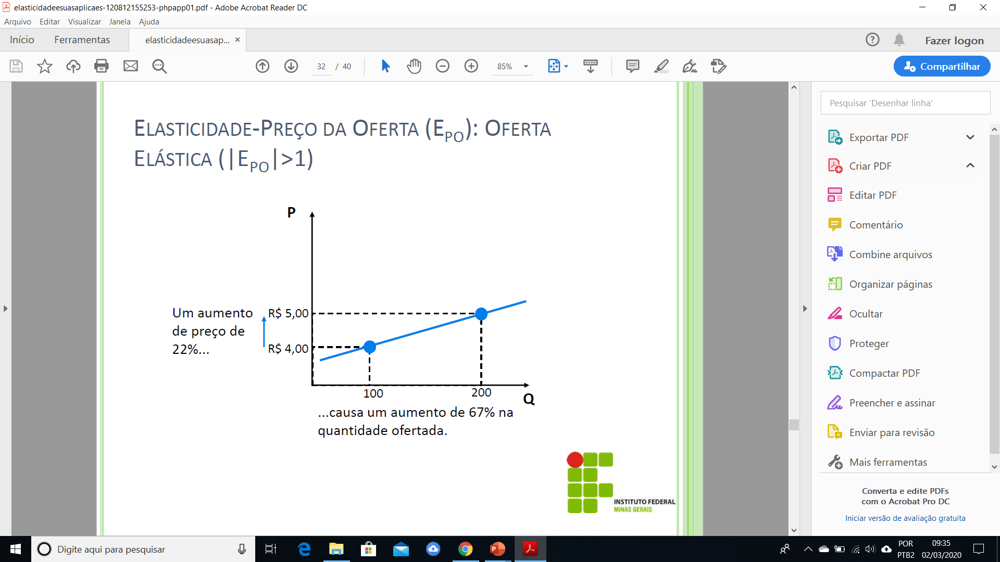 elasticidadeesuasaplicaes-120812155253-phpapp01.pdf - Adobe Acrobat Reader DC
Arquivo Editar Visualizar Janela Ajuda
Início Ferramentas elasticidadeesuasap... × Fazer logon
32 / 40 85% Compartilhar
ELASTICIDADE-PREÇO DA OFERTA (EPO): OFERTA
ELÁSTICA (|EPO|>1)
P
Um aumento
de preço de
22%...
R$ 5,00
R$ 4,00
100 200
Q
...causa um aumento de 67% na
quantidade ofertada.
INSTITUTO FEDERAL
MINAS GERAIS
Pesquisar 'Desenhar linha'
Exportar PDF
Criar PDF
Editar PDF
Comentário
Combine arquivos
Organizar páginas
Ocultar
Proteger
Compactar PDF
Preencher e assinar
Enviar para revisão
Mais ferramentas
Converta e edite PDFs
com o Acrobat Pro DC
Iniciar versão de avaliação gratuita
Digite aqui para pesquisar
POR
PTB2
09:35
02/03/2020